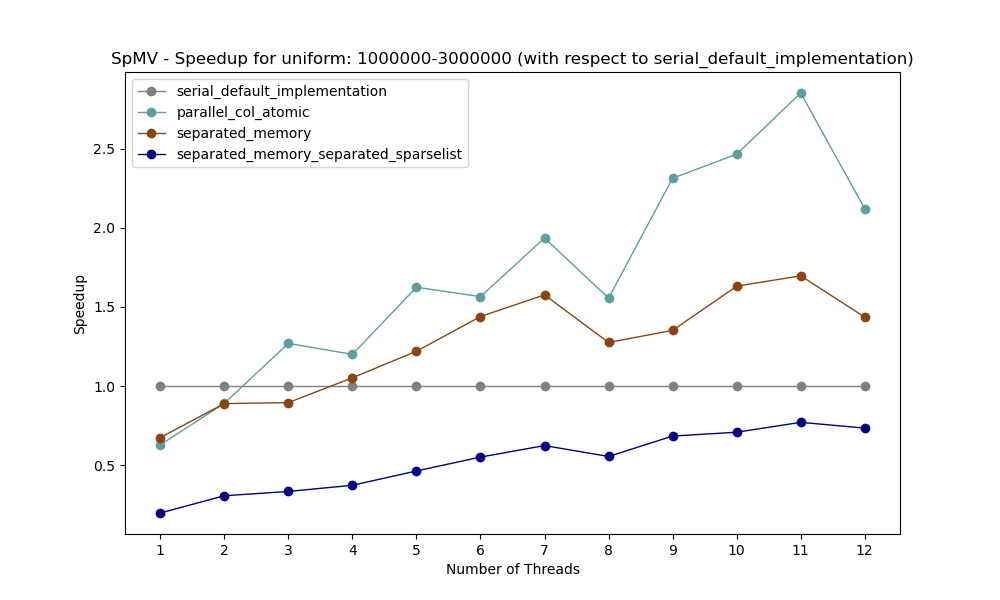 SpMV - Speedup for uniform: 1000000-3000000 (with respect to serial_default_implementation)
serial_default_implementation
parallel_col_atomic
separated_memory
separated_memory_separated_sparselist
Speedup
2.5
2.0
1.5
1.0
0.5
1 2 3 4 5 6 7 8 9 10 11 12
Number of Threads